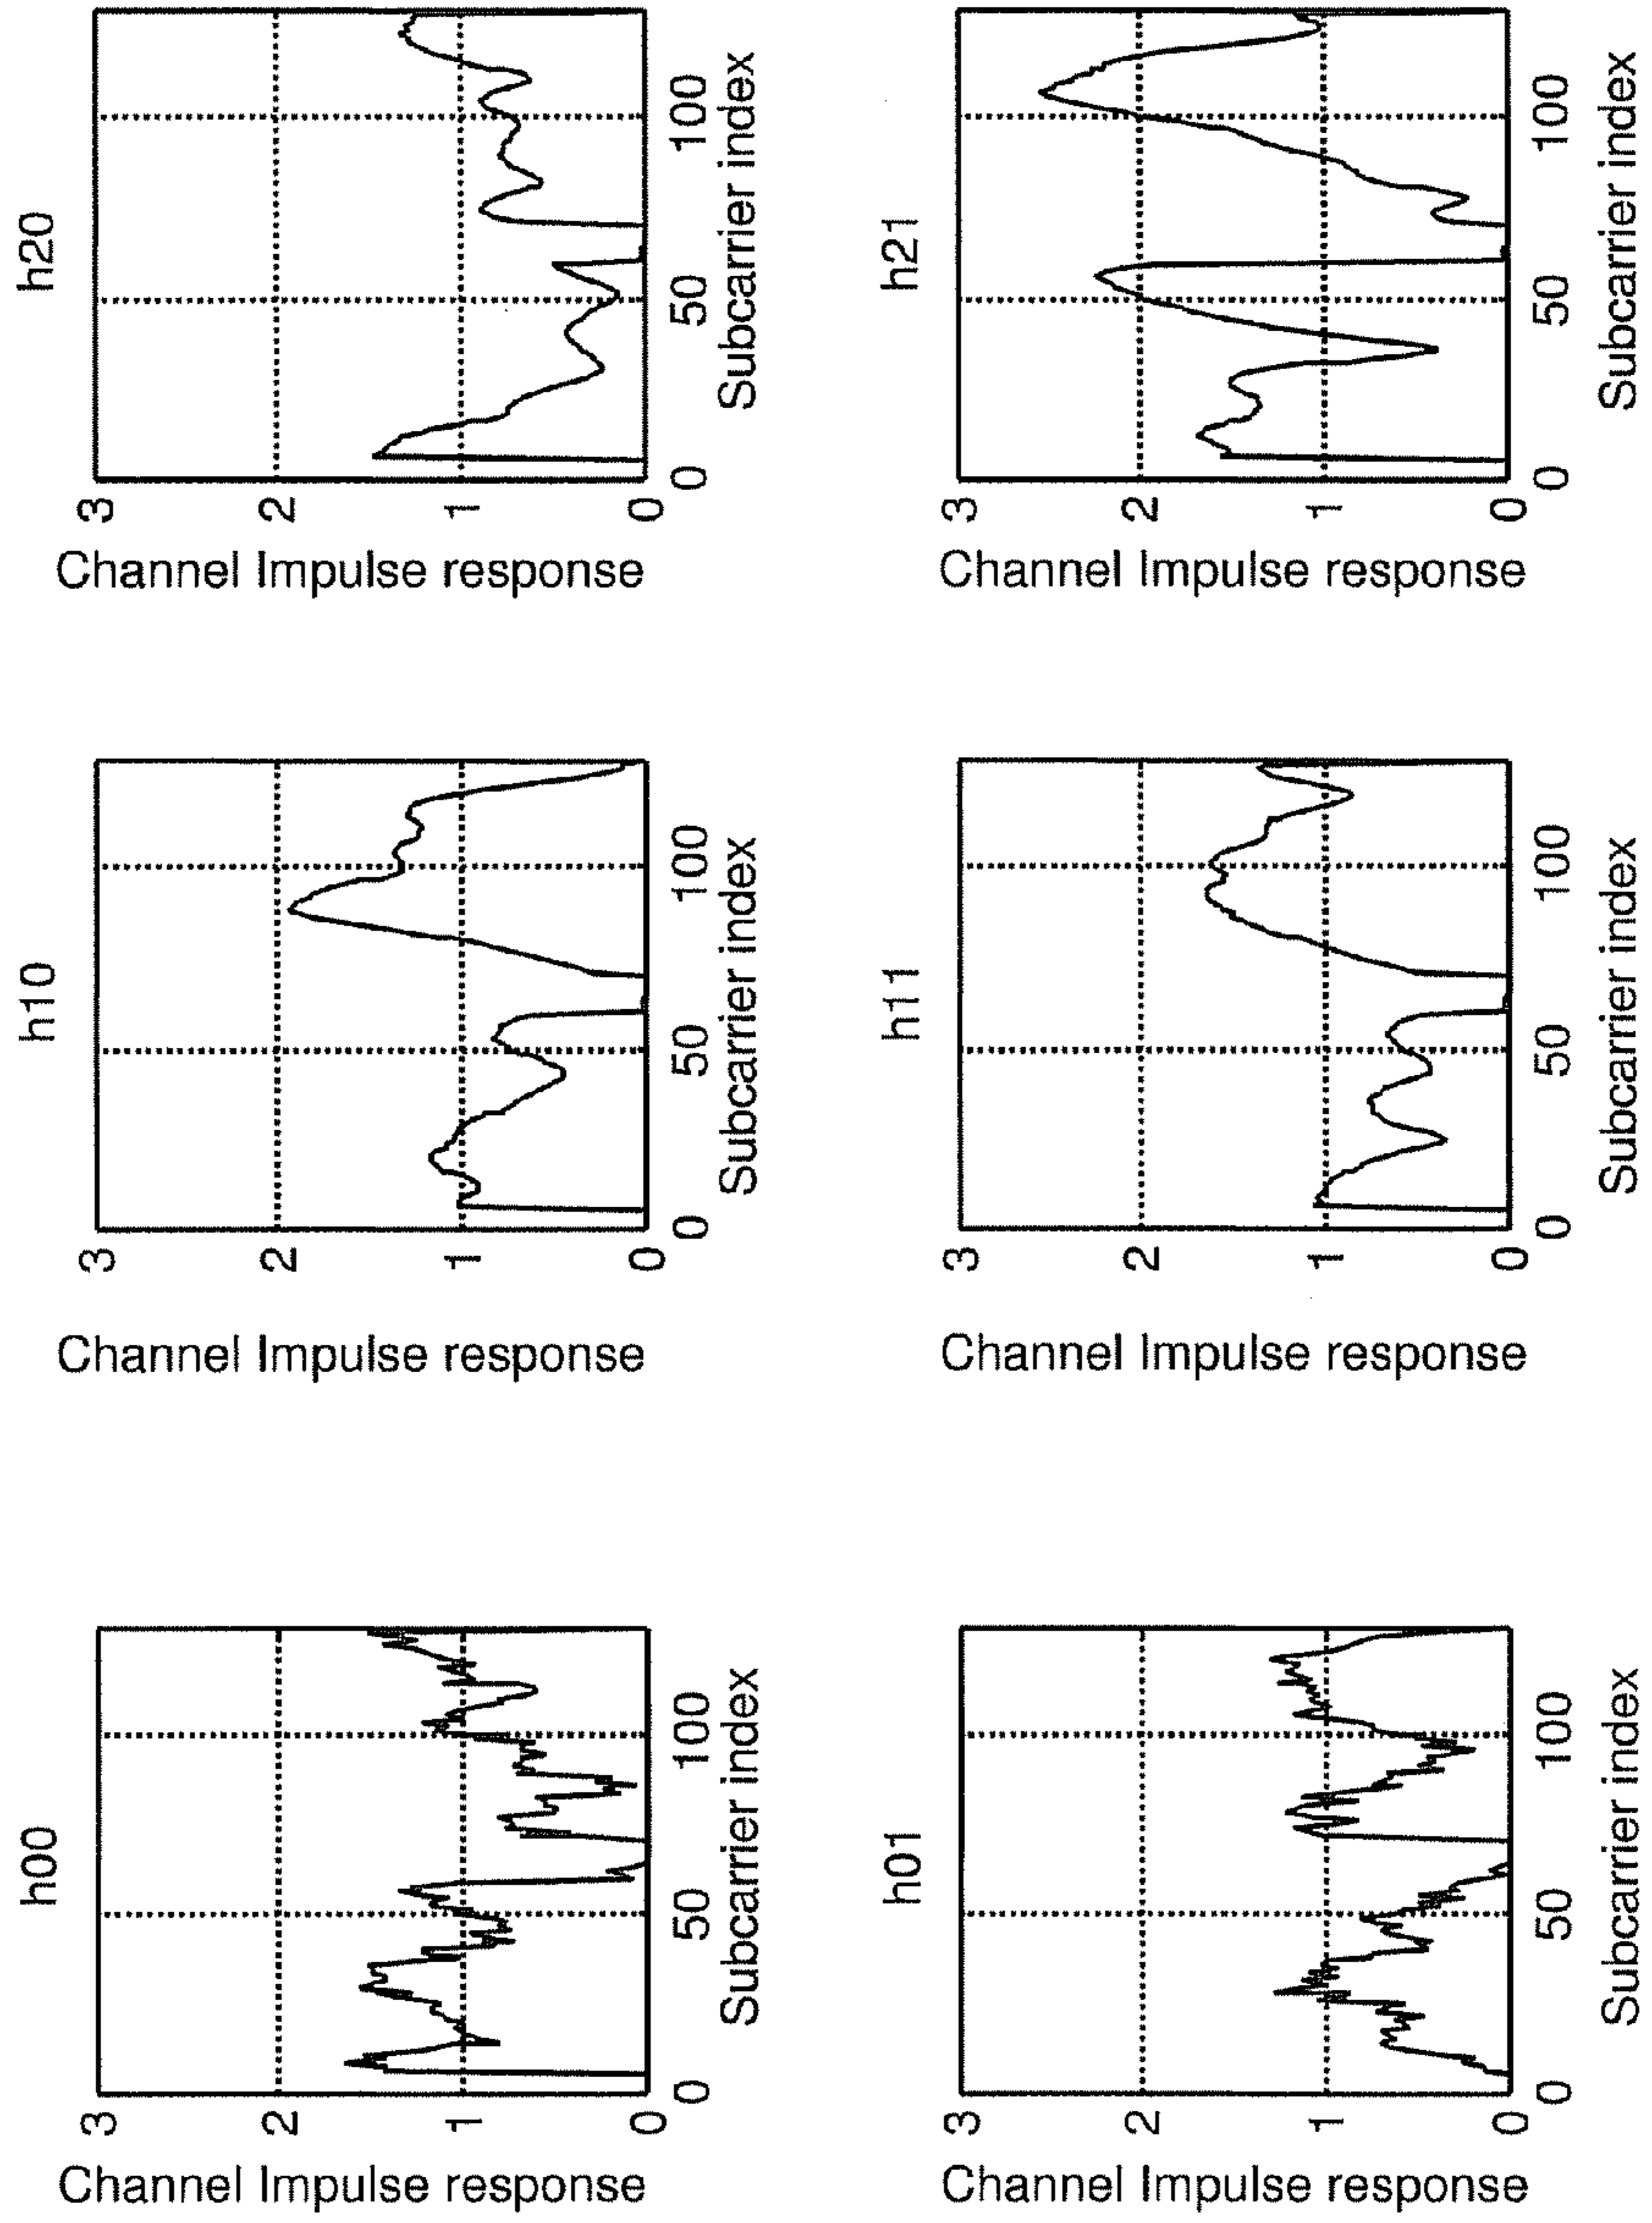 h00
Channel Impulse response
3
2
1
0
0 50 100
Subcarrier index
h10
Channel Impulse response
3
2
1
0
0 50 100
Subcarrier index
h20
Channel Impulse response
3
2
1
0
0 50 100
Subcarrier index
h01
Channel Impulse response
3
2
1
0
0 50 100
Subcarrier index
h11
Channel Impulse response
3
2
1
0
0 50 100
Subcarrier index
h21
Channel Impulse response
3
2
1
0
0 50 100
Subcarrier index